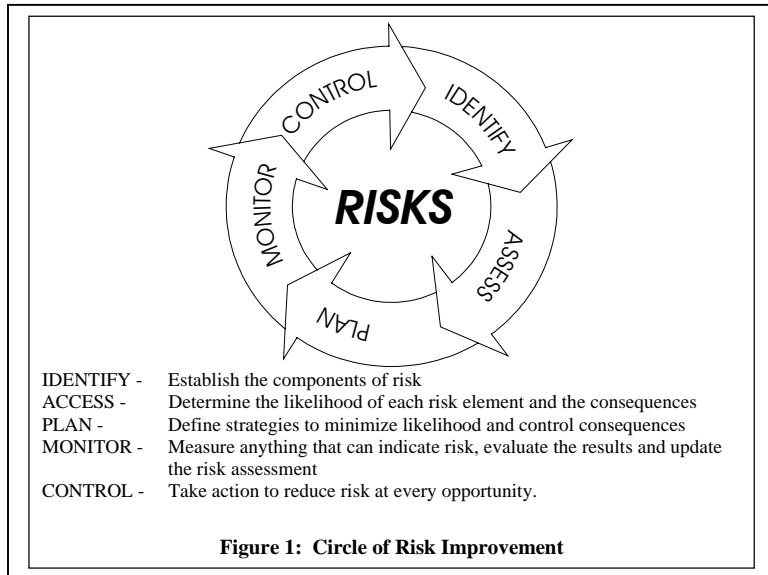 CONTROL
IDENTIFY
MONITOR
RISKS
ASSESS
PLAN
IDENTIFY - Establish the components of risk
ACCESS - Determine the likelihood of each risk element and the consequences
PLAN - Define strategies to minimize likelihood and control consequences
MONITOR - Measure anything that can indicate risk, evaluate the results and update
the risk assessment
CONTROL - Take action to reduce risk at every opportunity.
Figure 1: Circle of Risk Improvement